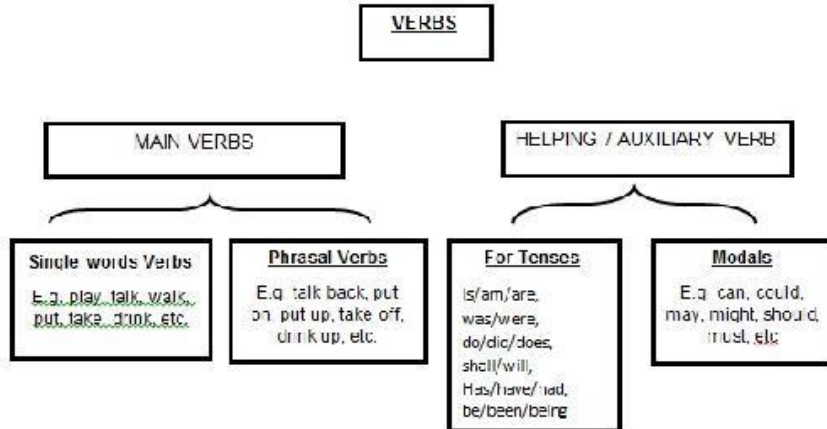 VERBS
MAIN VERBS
HELPING / AUXILIARY VERB
Single words Verbs
E.g. play, talk, walk,
put, take, drink, etc.
Phrasal Verbs
E.g. talk back, put
on, put up, take off,
drink up, etc.
For Tenses
is/am/are,
was/were,
do/did/does,
shall/will,
Has/have/had,
be/been/being
Modals
E.g. can, could,
may, might, should,
must, etc